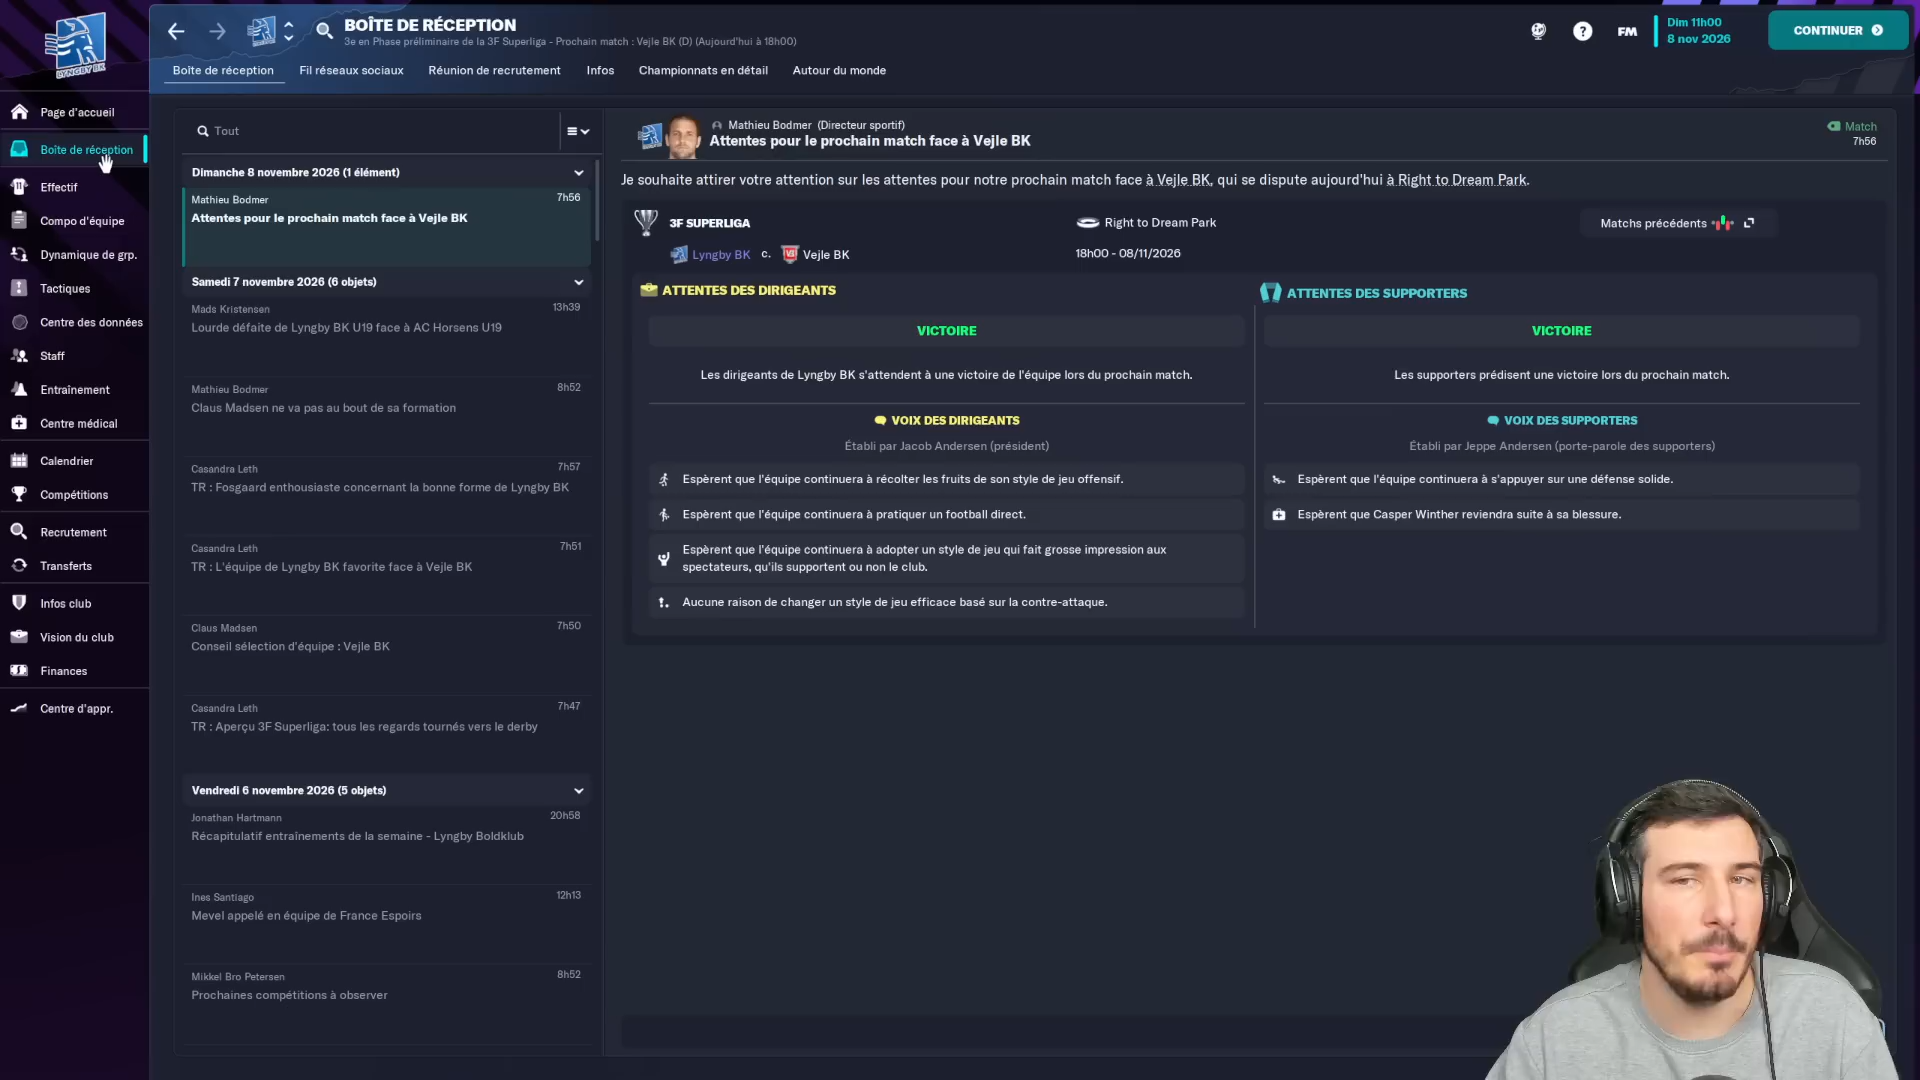 LYNGBY BK
BOÎTE DE RÉCEPTION
3e en Phase préliminaire de la 3F Superliga - Prochain match : Vejle BK (D) (Aujourd'hui à 18h00)
FM
Dim 11h00
8 nov 2026
CONTINUER
Boîte de réception
Fil réseaux sociaux
Réunion de recrutement
Infos
Championnats en détail
Autour du monde
Page d'accueil
Boîte de réception
Effectif
Compo d'équipe
Dynamique de grp.
Tactiques
Centre des données
Staff
Entraînement
Centre médical
Calendrier
Compétitions
Recrutement
Transferts
Infos club
Vision du club
Finances
Centre d'appr.
Tout
Dimanche 8 novembre 2026 (1 élément)
Mathieu Bodmer 7h56
Attentes pour le prochain match face à Vejle BK
Samedi 7 novembre 2026 (6 objets)
Mads Kristensen 13h39
Lourde défaite de Lyngby BK U19 face à AC Horsens U19
Mathieu Bodmer 8h52
Claus Madsen ne va pas au bout de sa formation
Casandra Leth 7h57
TR : Fosgaard enthousiaste concernant la bonne forme de Lyngby BK
Casandra Leth 7h51
TR : L'équipe de Lyngby BK favorite face à Vejle BK
Claus Madsen 7h50
Conseil sélection d'équipe : Vejle BK
Casandra Leth 7h47
TR : Aperçu 3F Superliga: tous les regards tournés vers le derby
Vendredi 6 novembre 2026 (5 objets)
Jonathan Hartmann 20h58
Récapitulatif entraînements de la semaine - Lyngby Boldklub
Ines Santiago 12h13
Mevel appelé en équipe de France Espoirs
Mikkel Bro Petersen 8h52
Prochaines compétitions à observer
Mathieu Bodmer (Directeur sportif)
Attentes pour le prochain match face à Vejle BK
Match
7h56
Je souhaite attirer votre attention sur les attentes pour notre prochain match face à Vejle BK, qui se dispute aujourd'hui à Right to Dream Park.
3F SUPERLIGA
Right to Dream Park
Matchs précédents
Lyngby BK c. Vejle BK
18h00 - 08/11/2026
ATTENTES DES DIRIGEANTS
VICTOIRE
Les dirigeants de Lyngby BK s'attendent à une victoire de l'équipe lors du prochain match.
VOIX DES DIRIGEANTS
Établi par Jacob Andersen (président)
Espèrent que l'équipe continuera à récolter les fruits de son style de jeu offensif.
Espèrent que l'équipe continuera à pratiquer un football direct.
Espèrent que l'équipe continuera à adopter un style de jeu qui fait grosse impression aux
spectateurs, qu'ils supportent ou non le club.
Aucune raison de changer un style de jeu efficace basé sur la contre-attaque.
ATTENTES DES SUPPORTERS
VICTOIRE
Les supporters prédisent une victoire lors du prochain match.
VOIX DES SUPPORTERS
Établi par Jeppe Andersen (porte-parole des supporters)
Espèrent que l'équipe continuera à s'appuyer sur une défense solide.
Espèrent que Casper Winther reviendra suite à sa blessure.